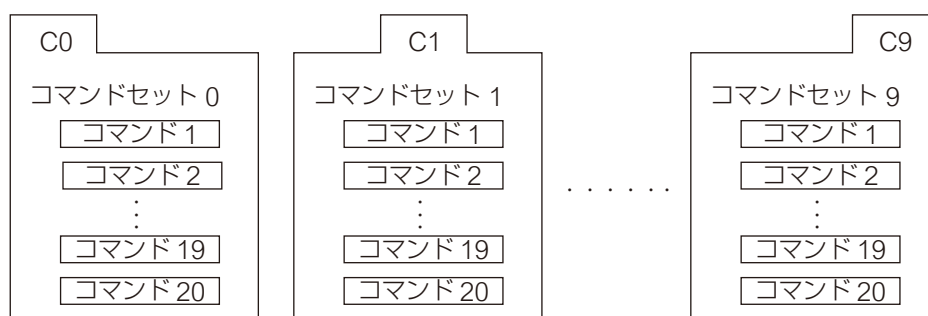 C0
コマンドセット 0
コマンド 1
コマンド 2
⋮
コマンド 19
コマンド 20
C1
コマンドセット 1
コマンド 1
コマンド 2
⋮
コマンド 19
コマンド 20
······
C9
コマンドセット 9
コマンド 1
コマンド 2
⋮
コマンド 19
コマンド 20